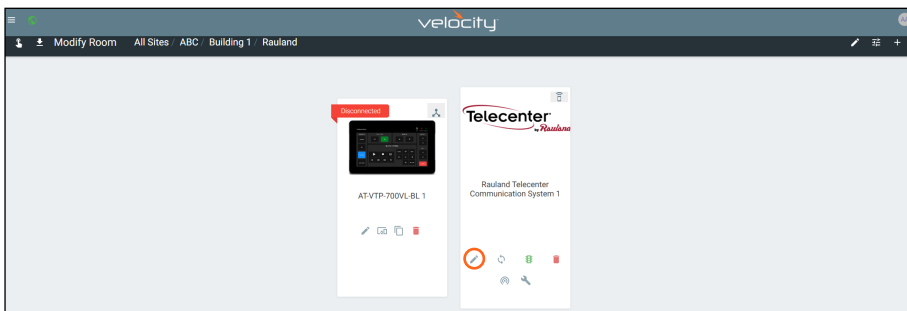 velocity
Modify Room All Sites / ABC / Building 1 / Rauland
Disconnected
Telecenter
by Rauland
AT-VTP-700VL-BL 1
Rauland Telecenter
Communication System 1